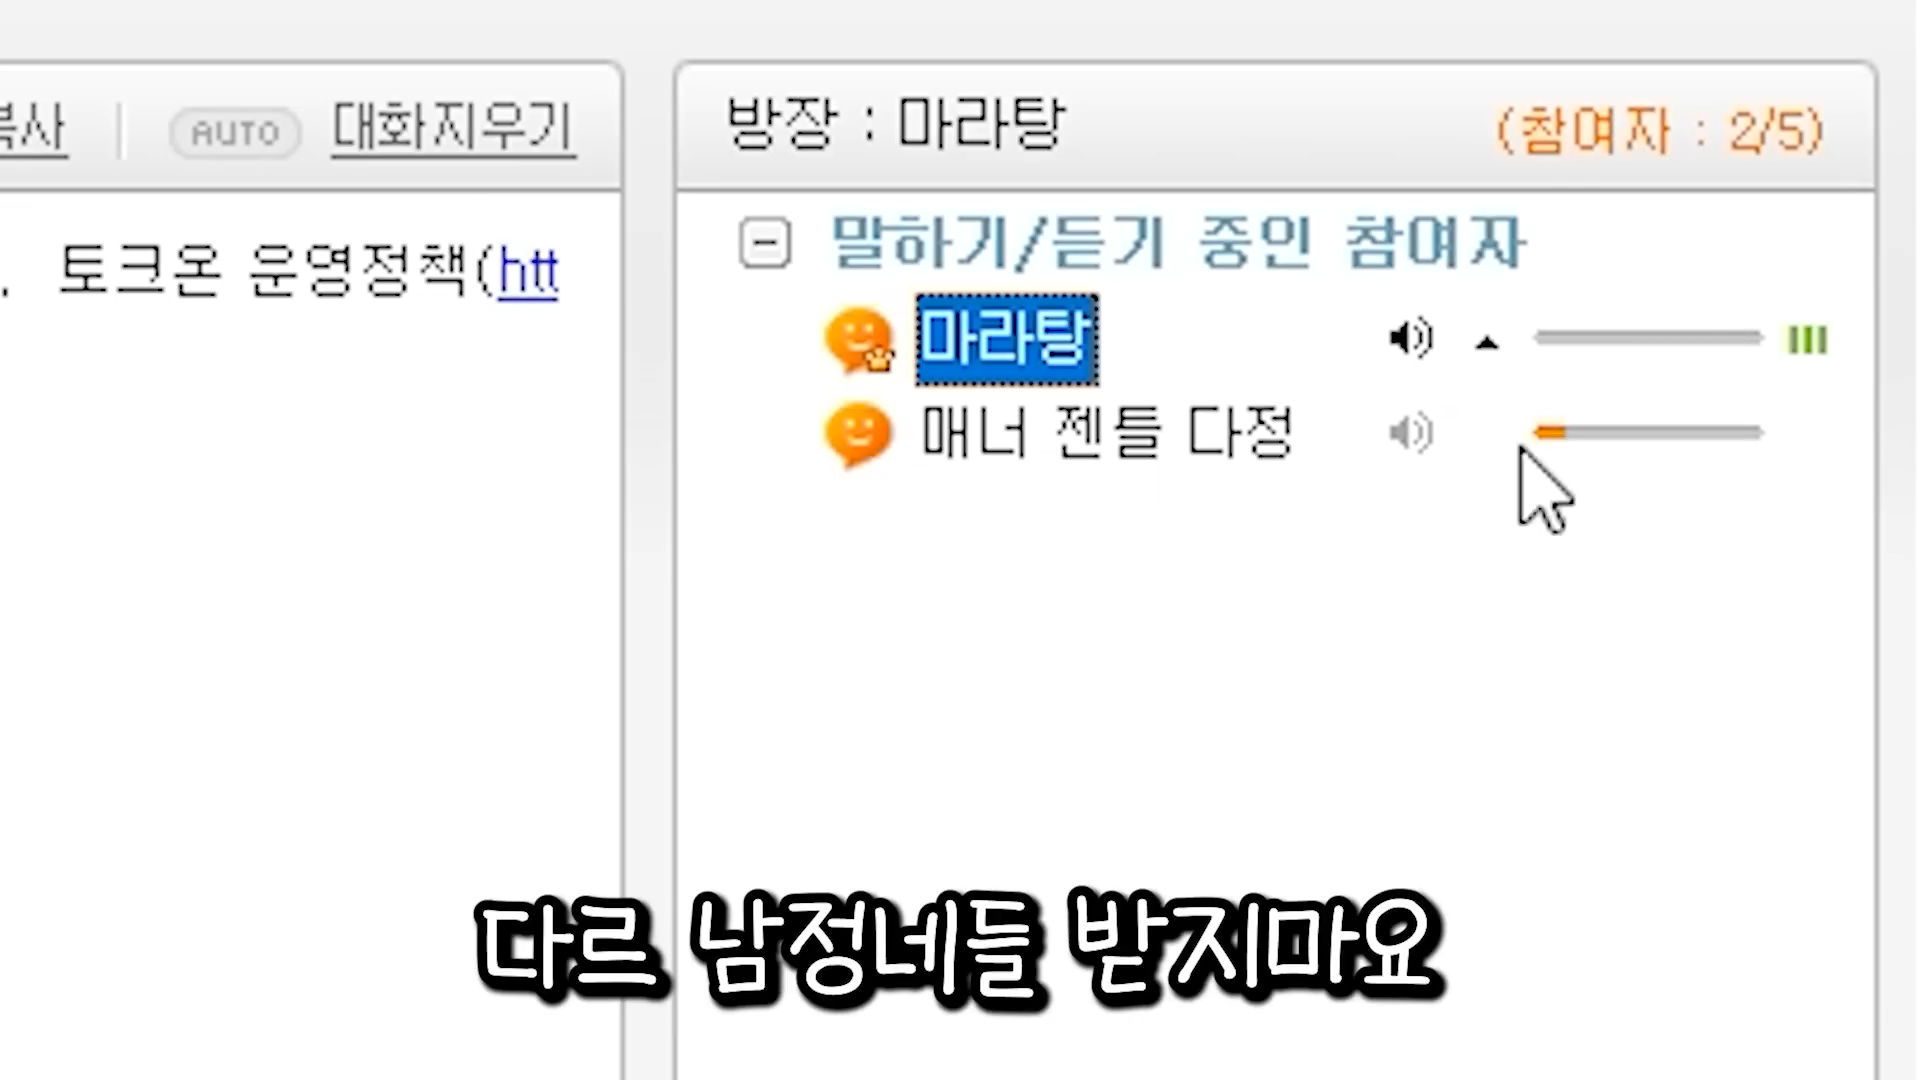 복사 AUTO 대화지우기
. 토크온 운영정책(htt
방장 : 마라탕 (참여자 : 2/5)
말하기/듣기 중인 참여자
마라탕
매너 젠틀 다정
다르 남정네들 받지마요